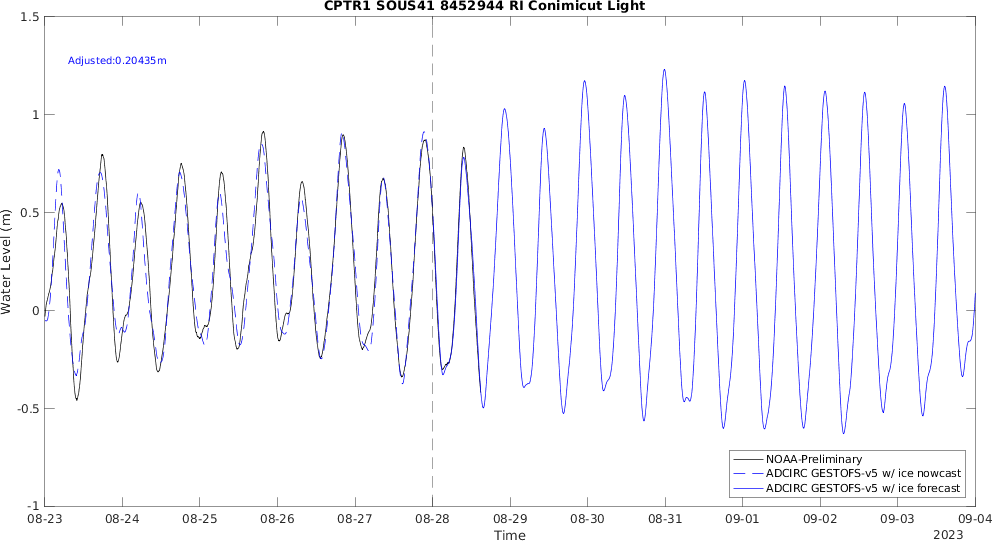 CPTR1 SOUS41 8452944 RI Conimicut Light
1.5
Adjusted:0.20435m
1
0.5
0
-0.5
-1
Water Level (m)
NOAA-Preliminary
ADCIRC GESTOFS-v5 w/ ice nowcast
ADCIRC GESTOFS-v5 w/ ice forecast
08-23 08-24 08-25 08-26 08-27 08-28 08-29 08-30 08-31 09-01 09-02 09-03 09-04
Time
2023